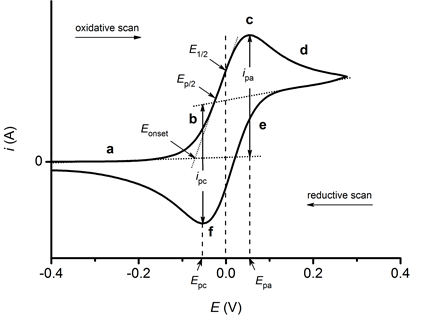 c
oxidative scan
d
E1/2
ipa
Ep/2
b
e
Eonset
a
i (A)
0
ipc
f
reductive scan
-0.4
-0.2
0.0
0.2
0.4
Epc
Epa
E (V)